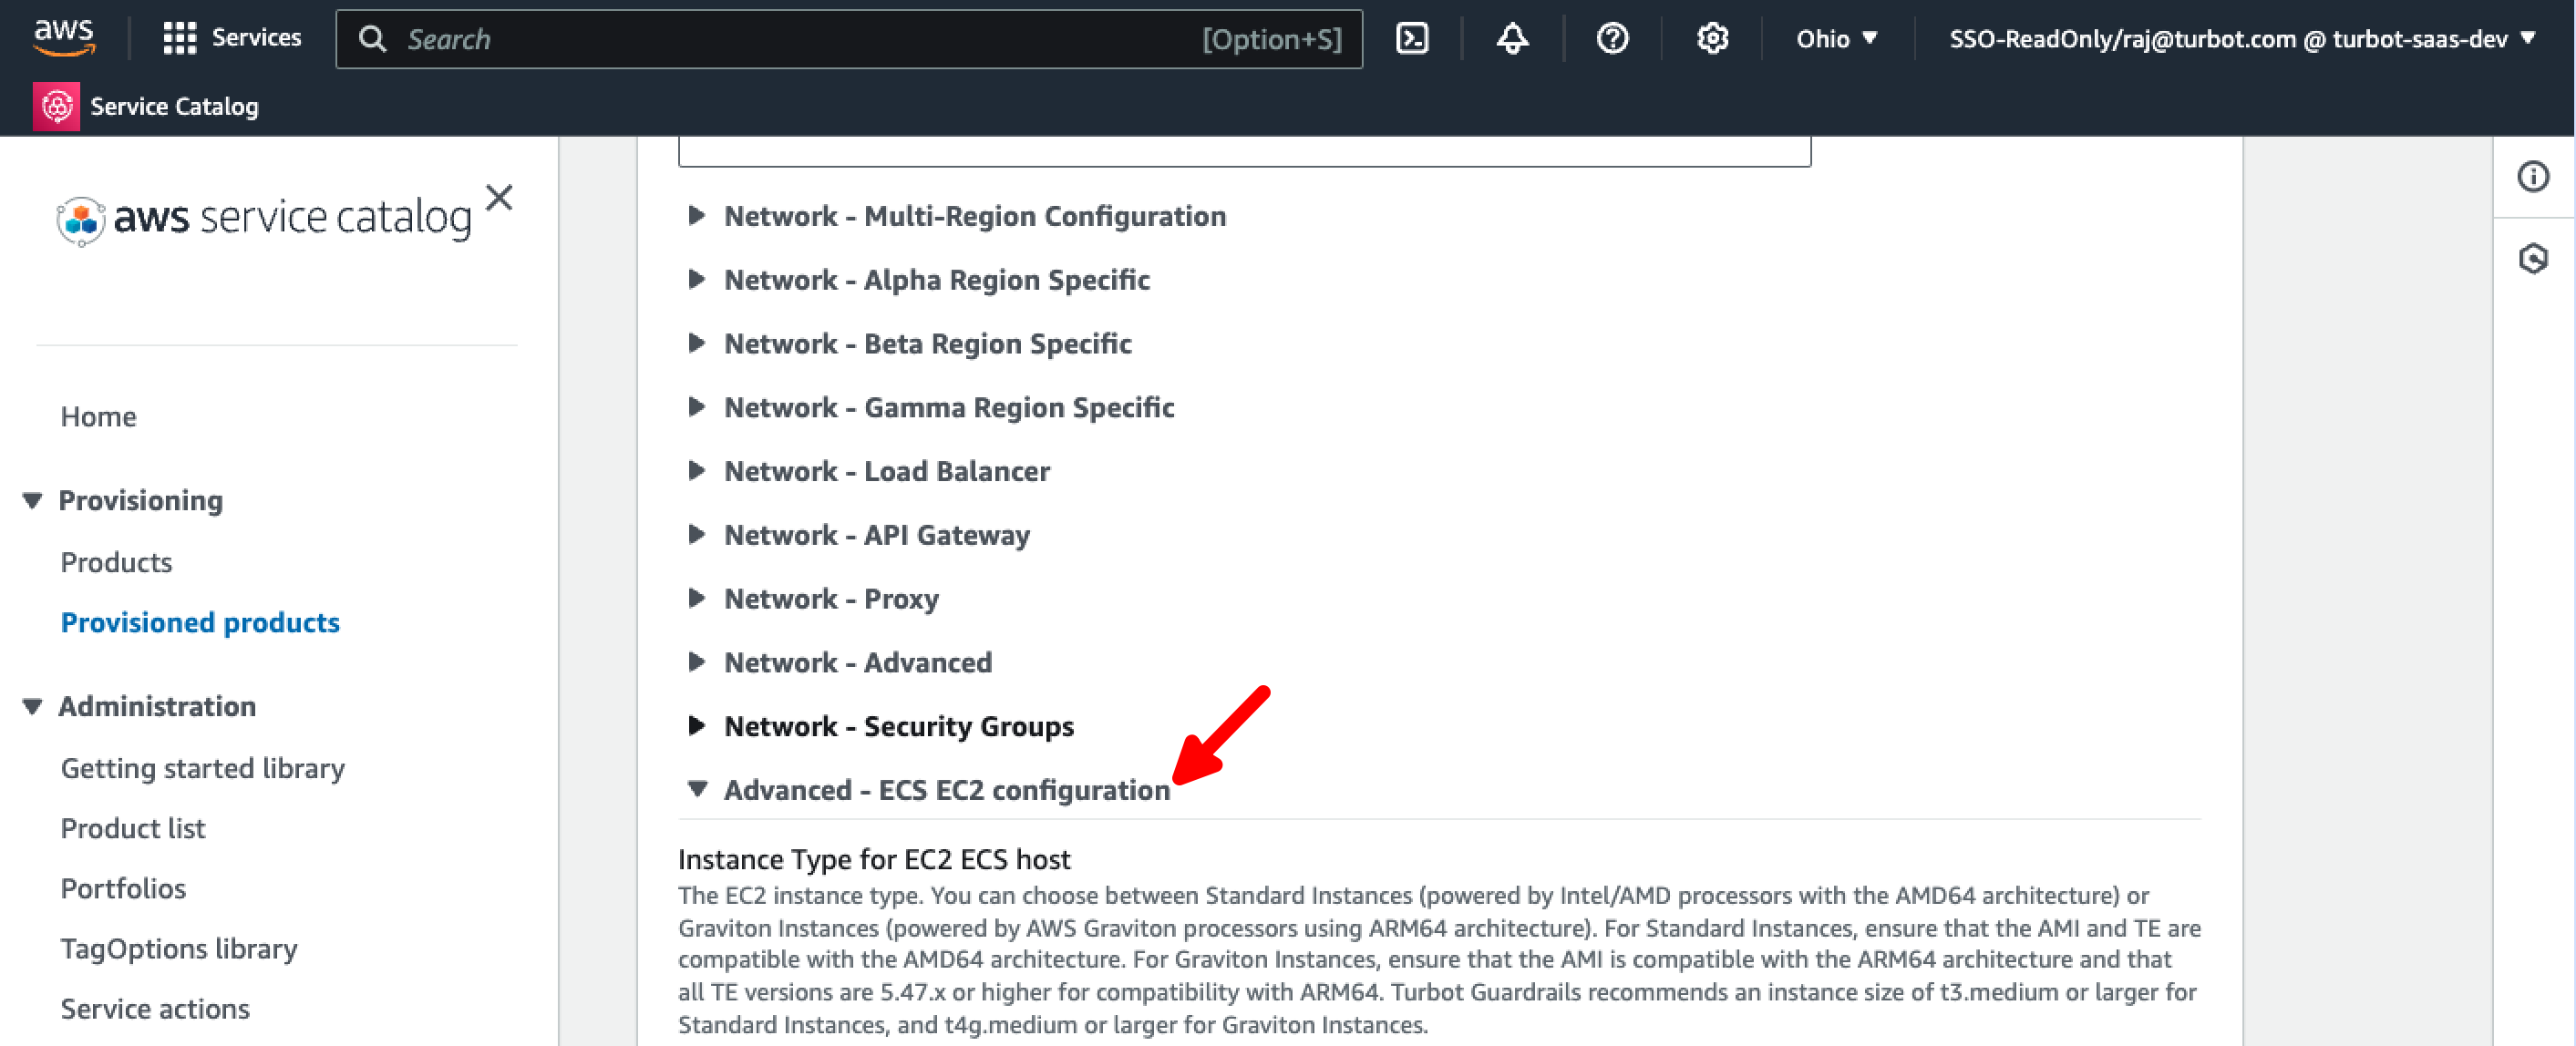 aws
Services
Search
[Option+S]
Ohio ▼
SSO-ReadOnly/raj@turbot.com @ turbot-saas-dev ▼
Service Catalog
aws service catalog
Home
Provisioning
Products
Provisioned products
Administration
Getting started library
Product list
Portfolios
TagOptions library
Service actions
Network - Multi-Region Configuration
Network - Alpha Region Specific
Network - Beta Region Specific
Network - Gamma Region Specific
Network - Load Balancer
Network - API Gateway
Network - Proxy
Network - Advanced
Network - Security Groups
Advanced - ECS EC2 configuration
Instance Type for EC2 ECS host
The EC2 instance type. You can choose between Standard Instances (powered by Intel/AMD processors with the AMD64 architecture) or
Graviton Instances (powered by AWS Graviton processors using ARM64 architecture). For Standard Instances, ensure that the AMI and TE are
compatible with the AMD64 architecture. For Graviton Instances, ensure that the AMI is compatible with the ARM64 architecture and that
all TE versions are 5.47.x or higher for compatibility with ARM64. Turbot Guardrails recommends an instance size of t3.medium or larger for
Standard Instances, and t4g.medium or larger for Graviton Instances.